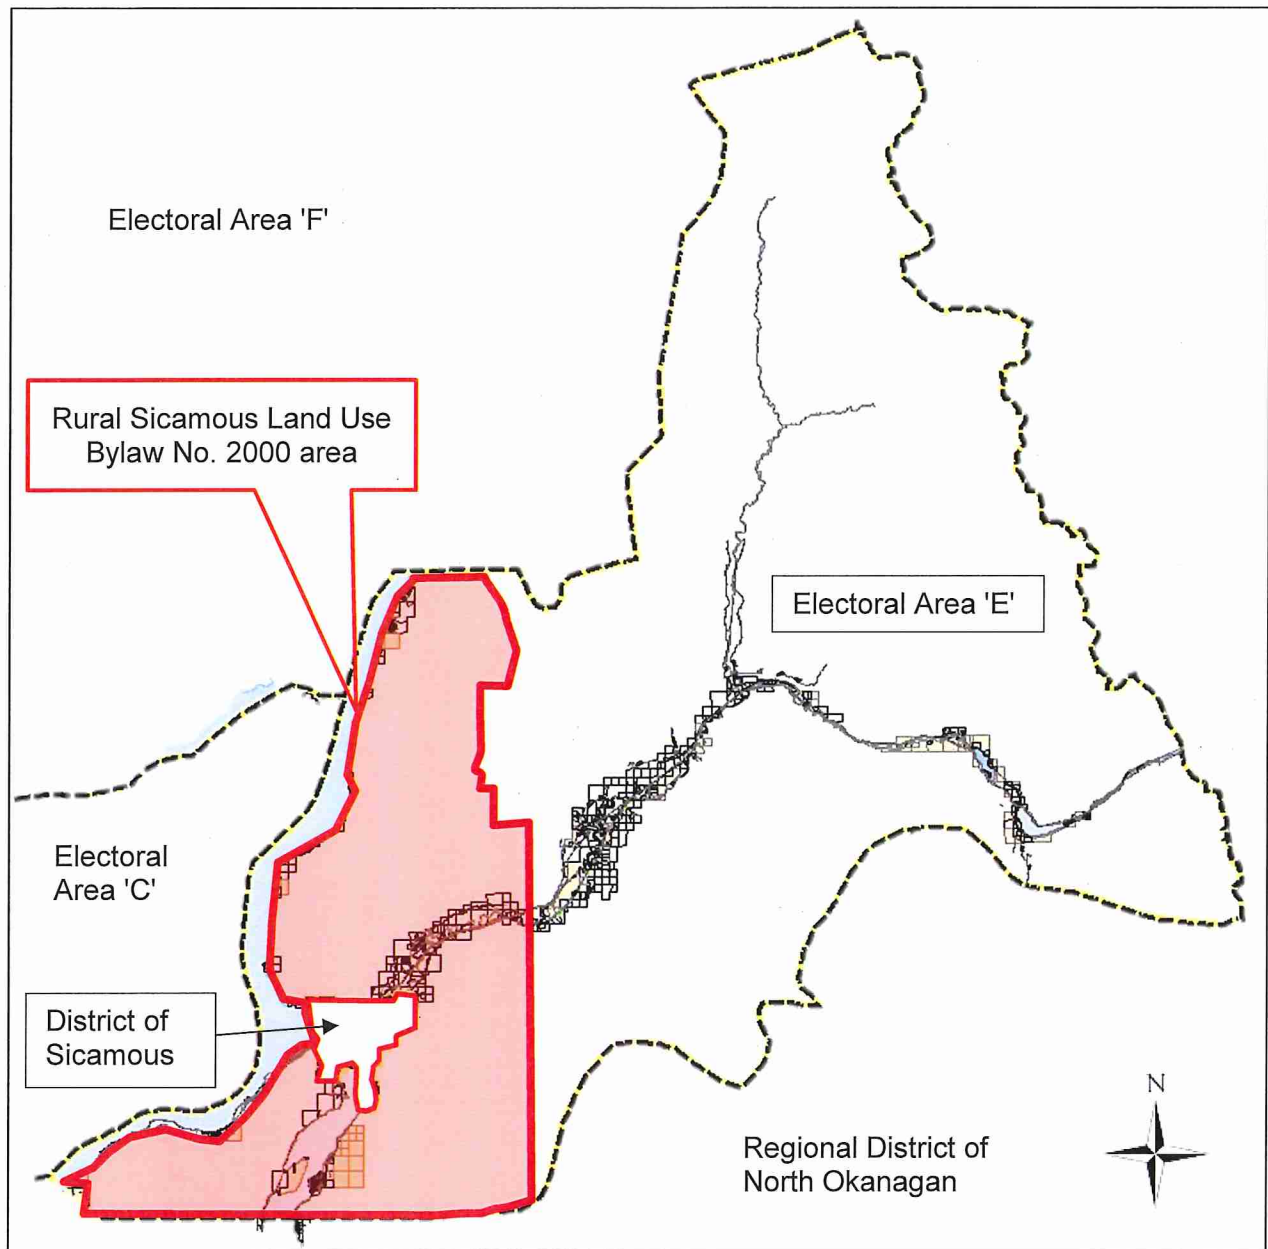 Electoral Area 'F'
Rural Sicamous Land Use
Bylaw No. 2000 area
Electoral Area 'E'
Electoral
Area 'C'
District of
Sicamous
N
Regional District of
North Okanagan